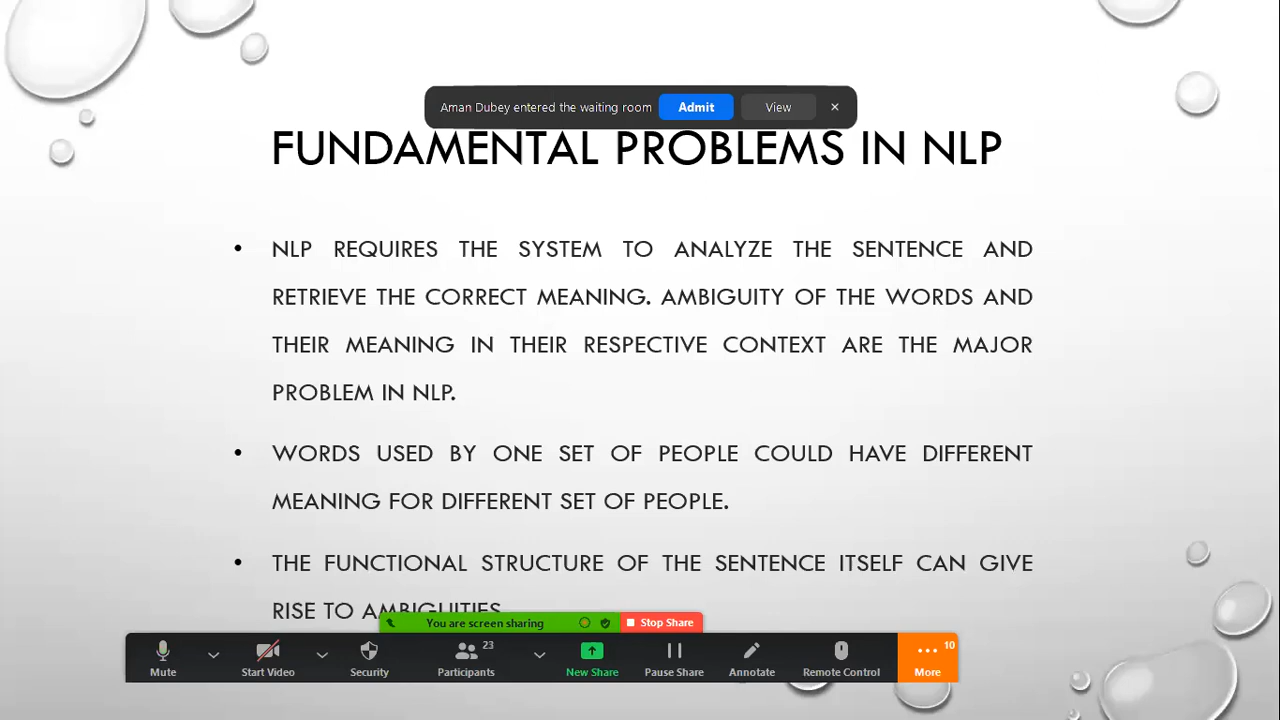 Aman Dubey entered the waiting room Admit View ×
FUNDAMENTAL PROBLEMS IN NLP
• NLP REQUIRES THE SYSTEM TO ANALYZE THE SENTENCE AND
RETRIEVE THE CORRECT MEANING. AMBIGUITY OF THE WORDS AND
THEIR MEANING IN THEIR RESPECTIVE CONTEXT ARE THE MAJOR
PROBLEM IN NLP.
• WORDS USED BY ONE SET OF PEOPLE COULD HAVE DIFFERENT
MEANING FOR DIFFERENT SET OF PEOPLE.
• THE FUNCTIONAL STRUCTURE OF THE SENTENCE ITSELF CAN GIVE
RISE TO AMBIGUITIES
You are screen sharing Stop Share
23 10
Mute Start Video Security Participants New Share Pause Share Annotate Remote Control More